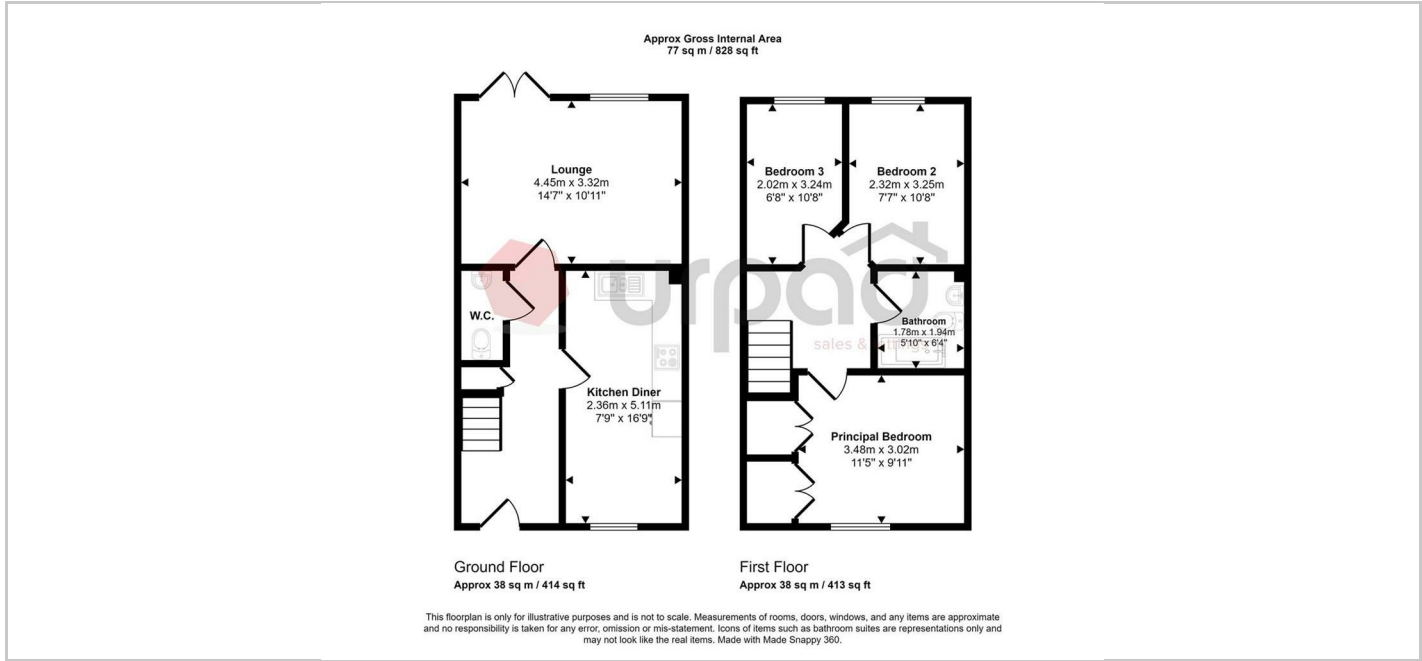 Approx Gross Internal Area
77 sq m / 828 sq ft
Lounge
4.45m x 3.32m
14'7" x 10'11"
W.C.
Kitchen Diner
2.36m x 5.11m
7'9" x 16'9"
Ground Floor
Approx 38 sq m / 414 sq ft
Bedroom 3
2.02m x 3.24m
6'8" x 10'8"
Bedroom 2
2.32m x 3.25m
7'7" x 10'8"
Bathroom
1.78m x 1.94m
5'10" x 6'4"
Principal Bedroom
3.48m x 3.02m
11'5" x 9'11"
First Floor
Approx 38 sq m / 413 sq ft
urpad
sales &
This floorplan is only for illustrative purposes and is not to scale. Measurements of rooms, doors, windows, and any items are approximate
and no responsibility is taken for any error, omission or mis-statement. Icons of items such as bathroom suites are representations only and
may not look like the real items. Made with Made Snappy 360.